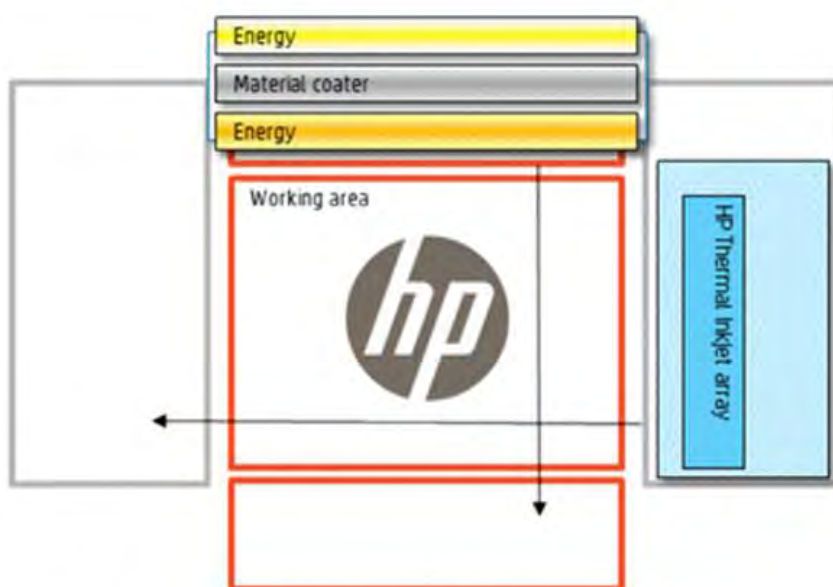 Energy
Material coater
Energy
Working area
hp
HP Thermal Inkjet array